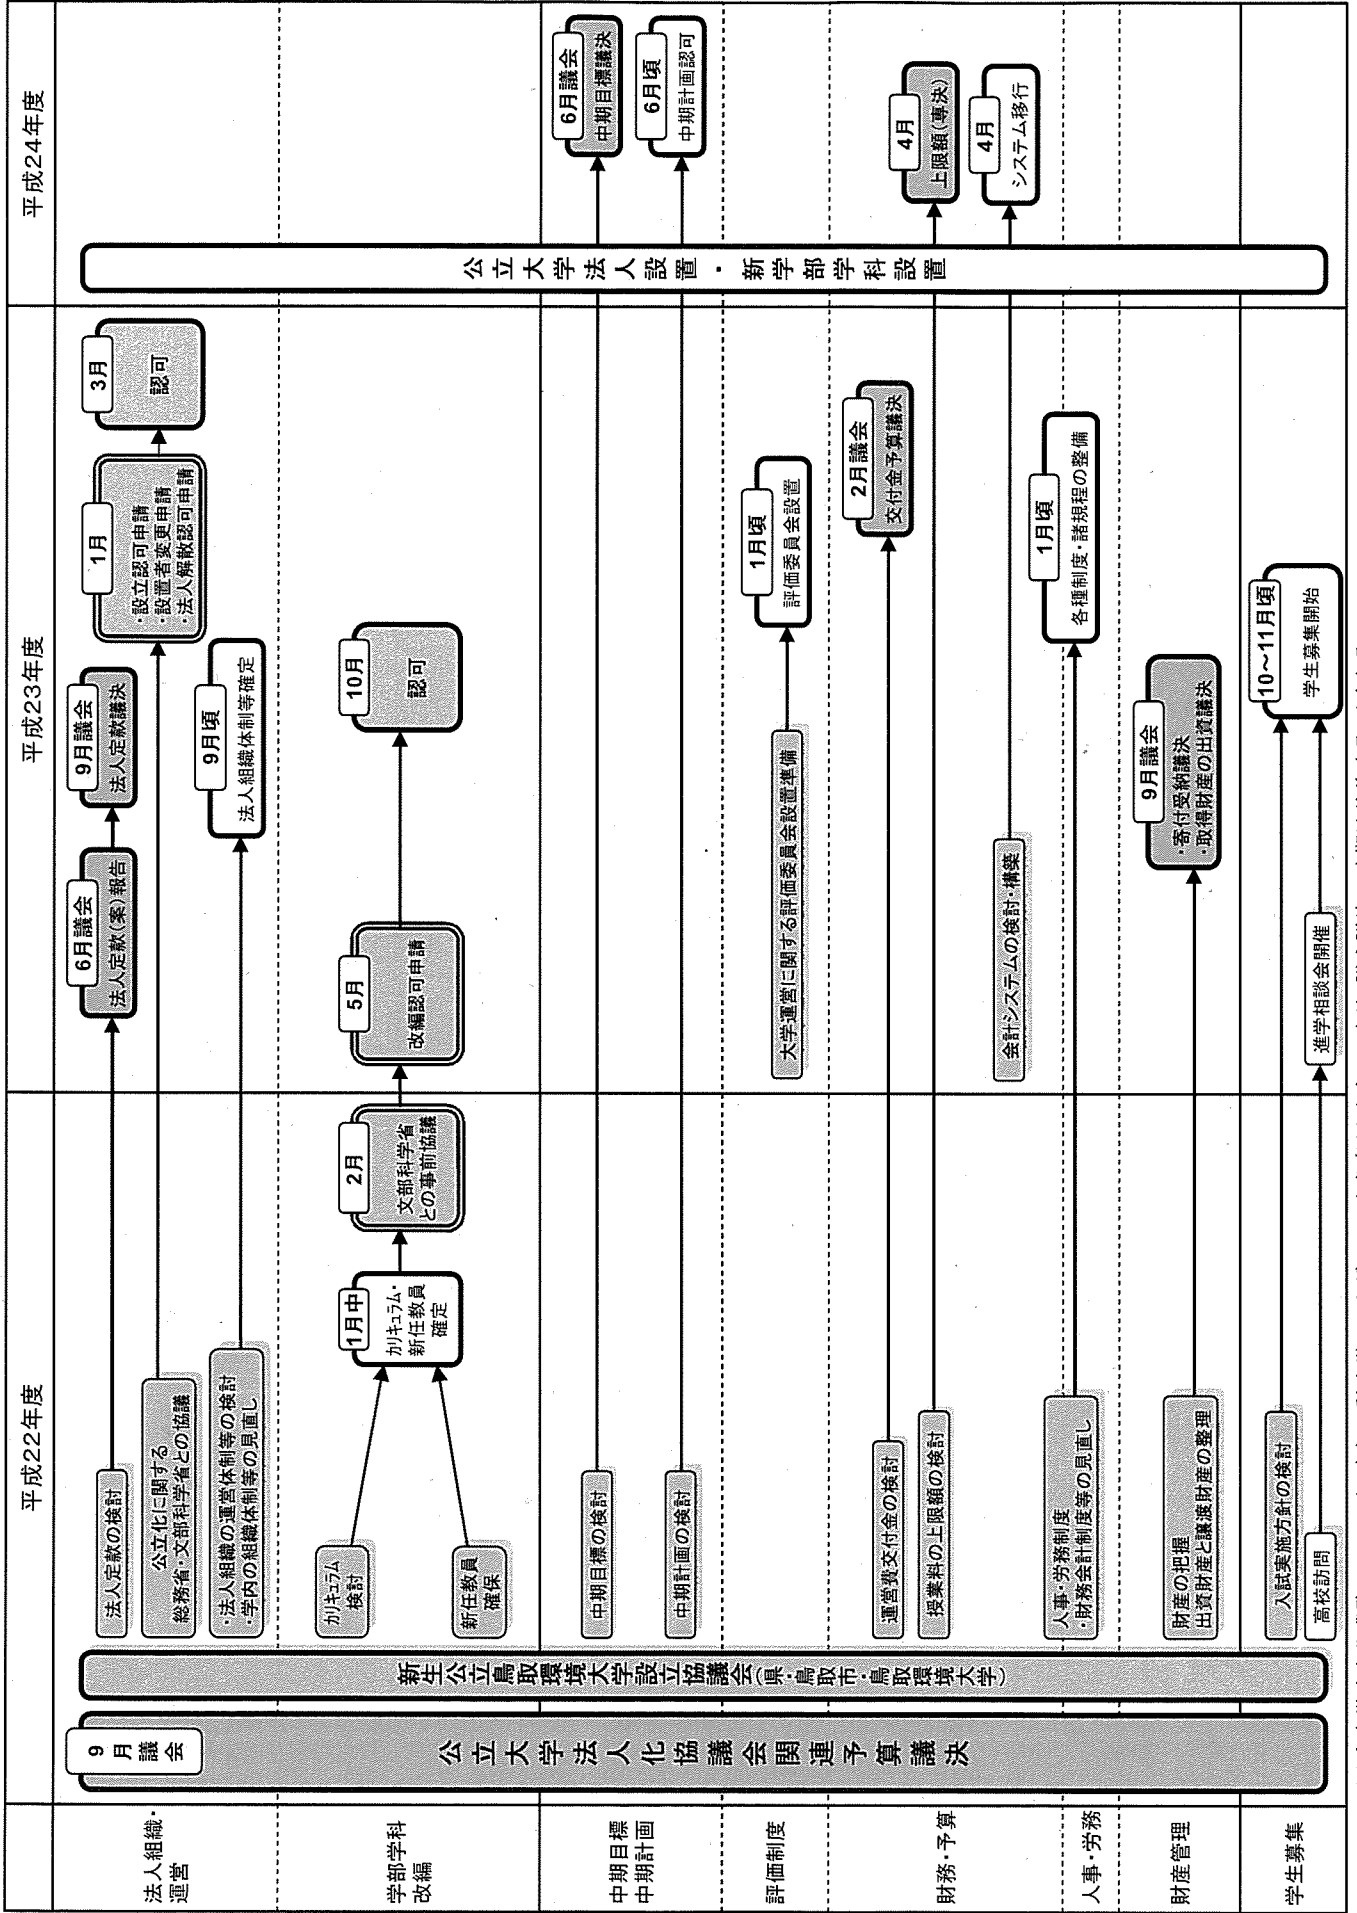 平成22年度
平成23年度
平成24年度
法人組織・
運営
学部学科
改編
中期目標
中期計画
評価制度
財務・予算
人事・労務
財産管理
学生募集
9月議会
公立大学法人化協議会関連予算議決
新生公立鳥取環境大学設立協議会(県・鳥取市・鳥取環境大学)
法人定款の検討
6月議会
法人定款(案)報告
9月議会
法人定款議決
公立化に関する
総務省・文部科学省との協議
1月
・設立認可申請
・設置者変更申請
・法人解散認可申請
3月
認可
・法人組織の運営体制等の検討
・学内の組織体制等の見直し
9月頃
法人組織体制等確定
カリキュラム
検討
新任教員
確保
1月中
カリキュラム・
新任教員
確定
2月
文部科学省
との事前協議
5月
改編認可申請
10月
認可
中期目標の検討
6月議会
中期目標議決
中期計画の検討
6月頃
中期計画認可
大学運営に関する評価委員会設置準備
1月頃
評価委員会設置
運営費交付金の検討
2月議会
交付金予算議決
授業料の上限額の検討
4月
上限額(専決)
会計システムの検討・構築
4月
システム移行
人事・労務制度
・財務会計制度等の見直し
1月頃
各種制度・諸規程の整備
財産の把握
出資財産と譲渡財産の整理
9月議会
・寄付受納議決
・取得財産の出資議決
入試実施方針の検討
10～11月頃
学生募集開始
高校訪問
進学相談会開催
公立大学法人設置・新学部学科設置